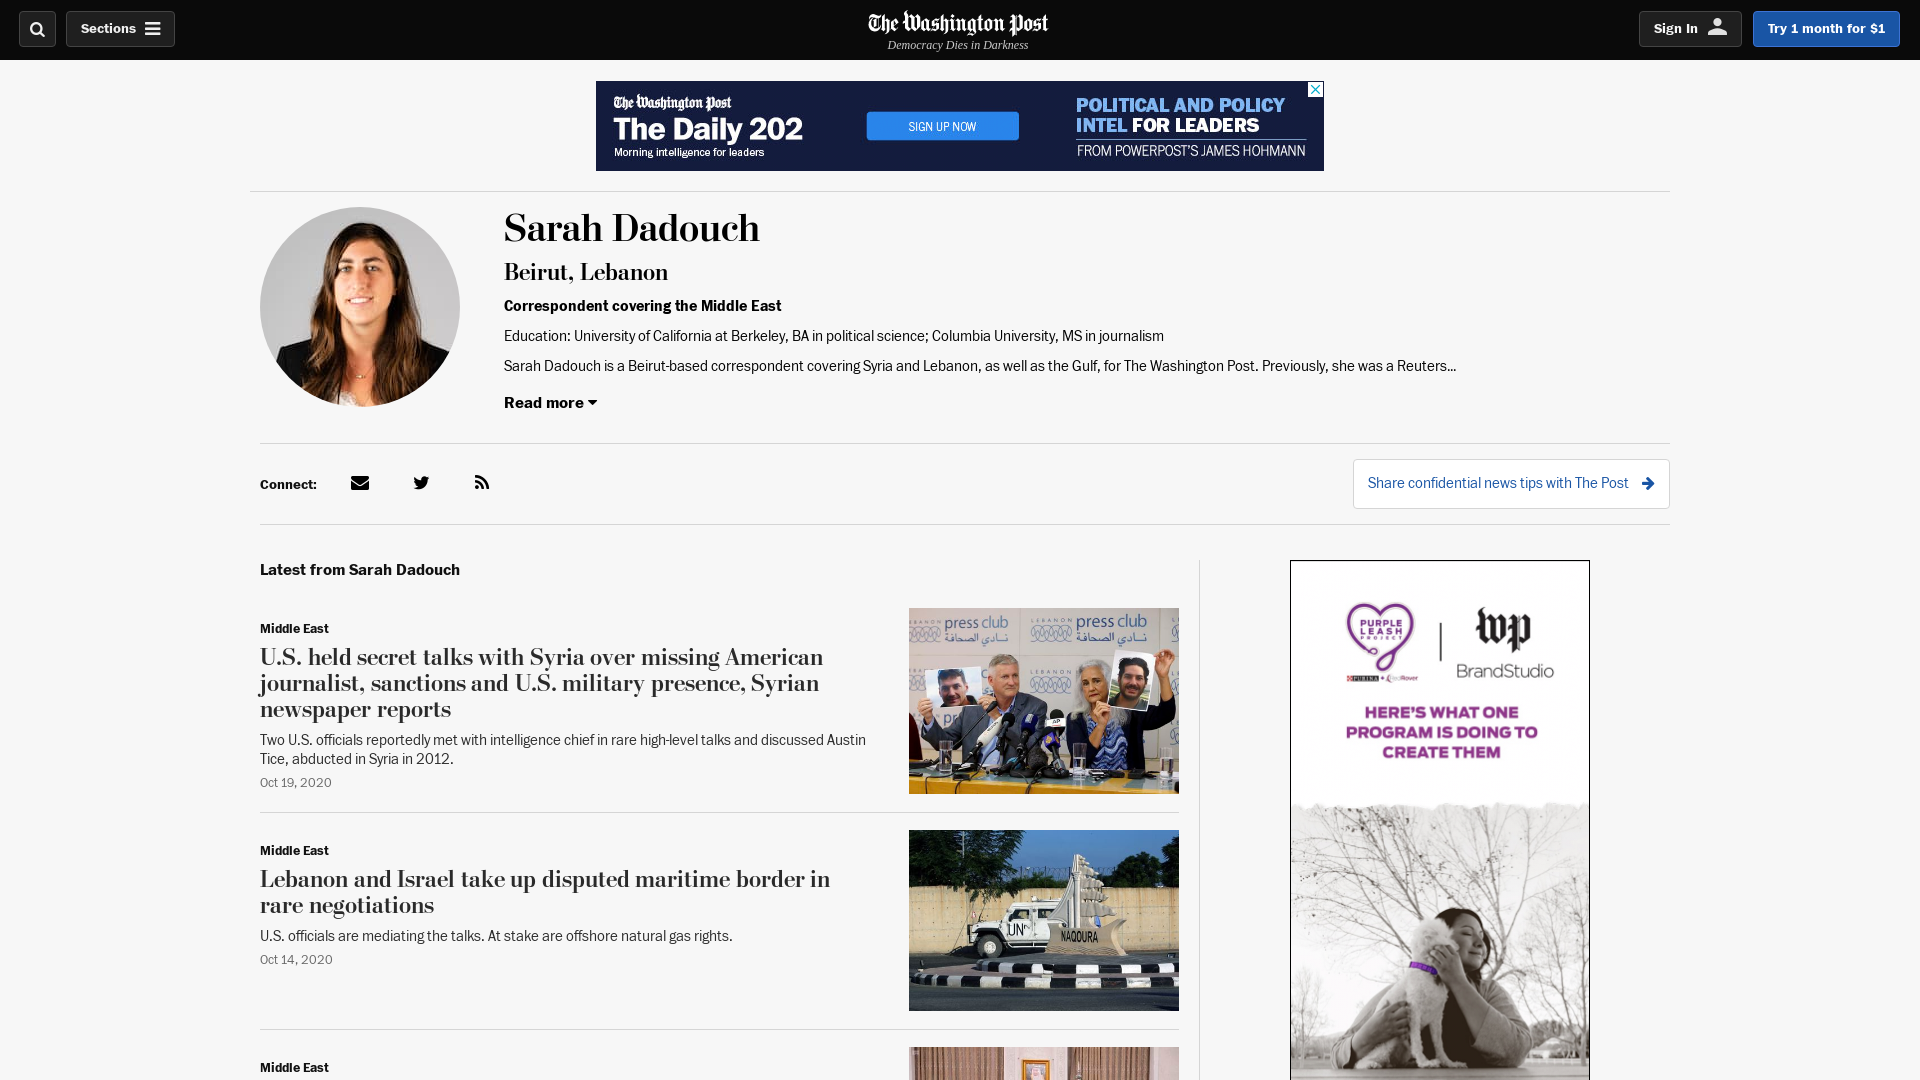 Sections
The Washington Post
Democracy Dies in Darkness
Sign In
Try 1 month for $1
The Washington Post
The Daily 202
Morning intelligence for leaders
SIGN UP NOW
POLITICAL AND POLICY
INTEL FOR LEADERS
FROM POWERPOST'S JAMES HOHMANN
Sarah Dadouch
Beirut, Lebanon
Correspondent covering the Middle East
Education: University of California at Berkeley, BA in political science; Columbia University, MS in journalism
Sarah Dadouch is a Beirut-based correspondent covering Syria and Lebanon, as well as the Gulf, for The Washington Post. Previously, she was a Reuters...
Read more
Connect:
Share confidential news tips with The Post
Latest from Sarah Dadouch
Middle East
U.S. held secret talks with Syria over missing American
journalist, sanctions and U.S. military presence, Syrian
newspaper reports
Two U.S. officials reportedly met with intelligence chief in rare high-level talks and discussed Austin
Tice, abducted in Syria in 2012.
Oct 19, 2020
press club
press club
نادي الصحافة
نادي الصحافة
AP
Middle East
Lebanon and Israel take up disputed maritime border in
rare negotiations
U.S. officials are mediating the talks. At stake are offshore natural gas rights.
Oct 14, 2020
UN
NAQOURA
Middle East
PURPLE
LEASH
PROJECT
PURINA +
wp
BrandStudio
HERE'S WHAT ONE
PROGRAM IS DOING TO
CREATE THEM